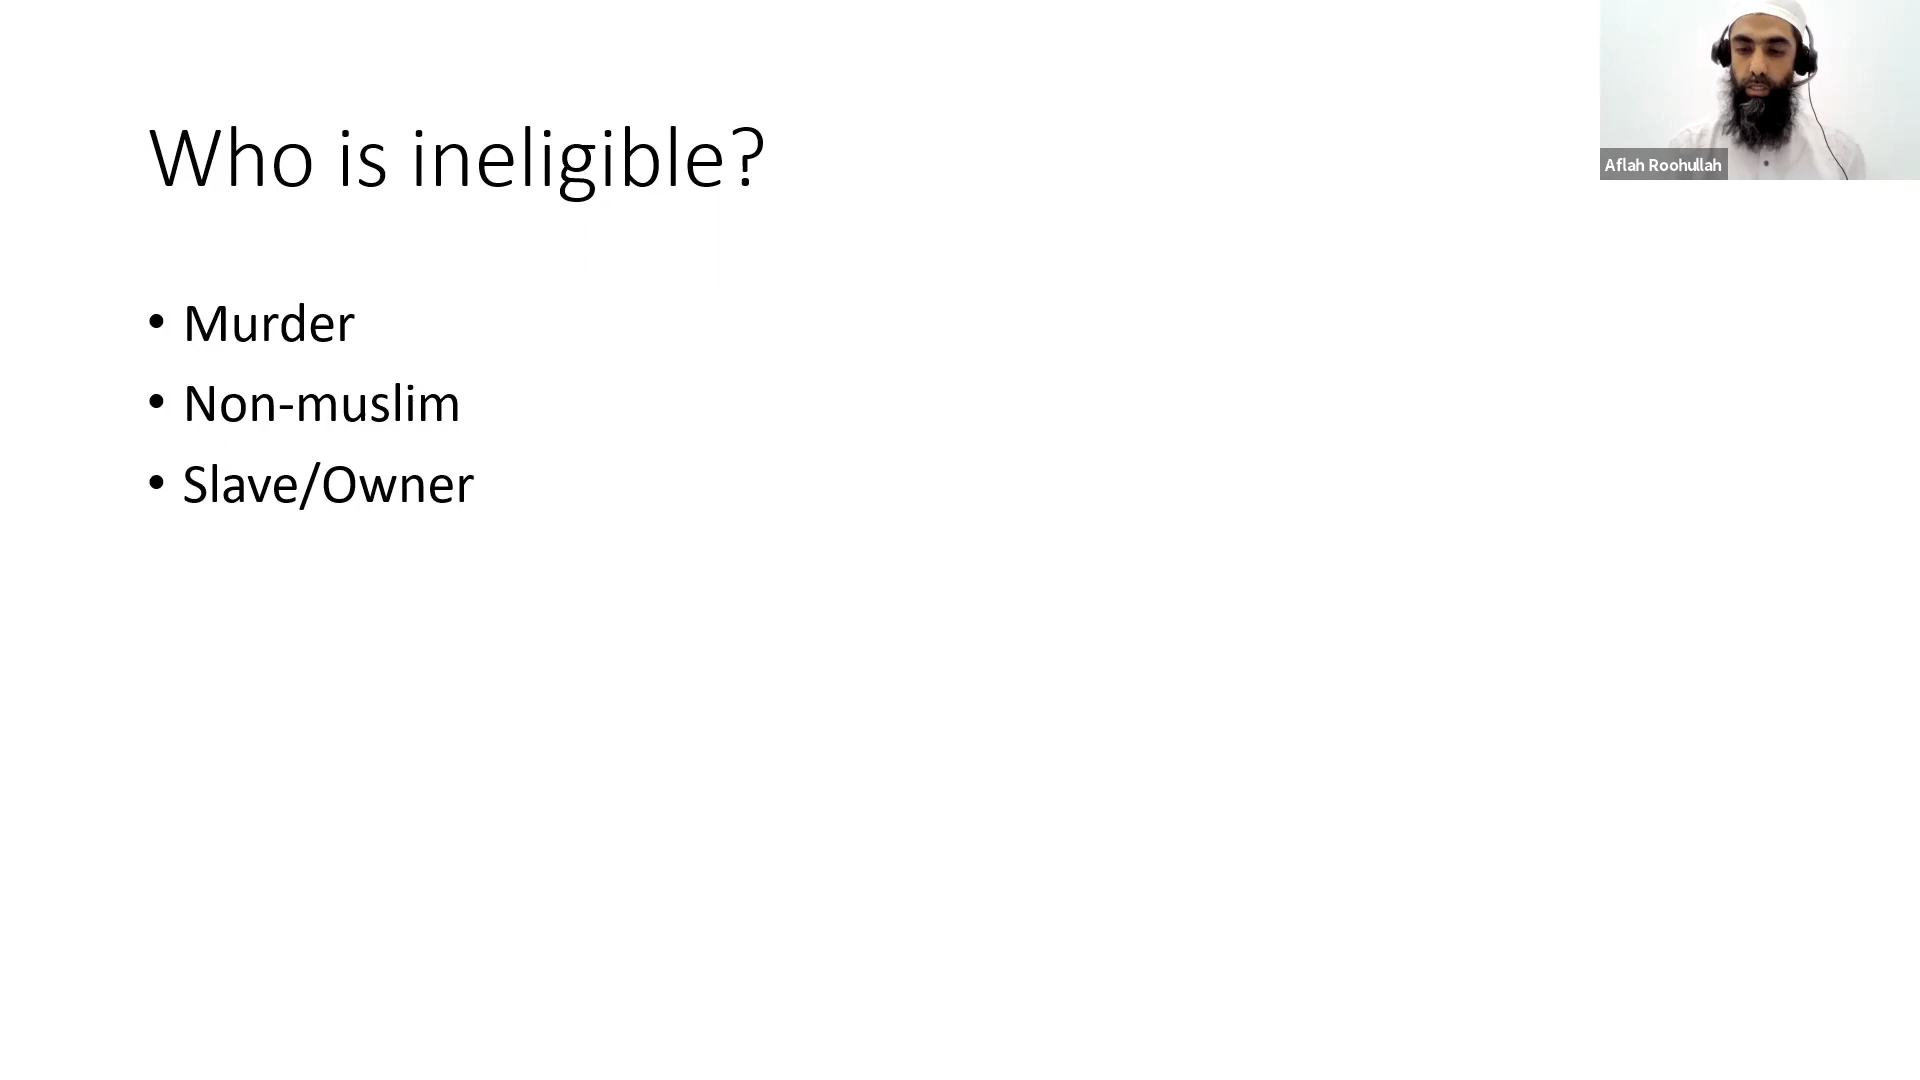 Who is ineligible?
• Murder
• Non-muslim
• Slave/Owner
Aflah Roohullah